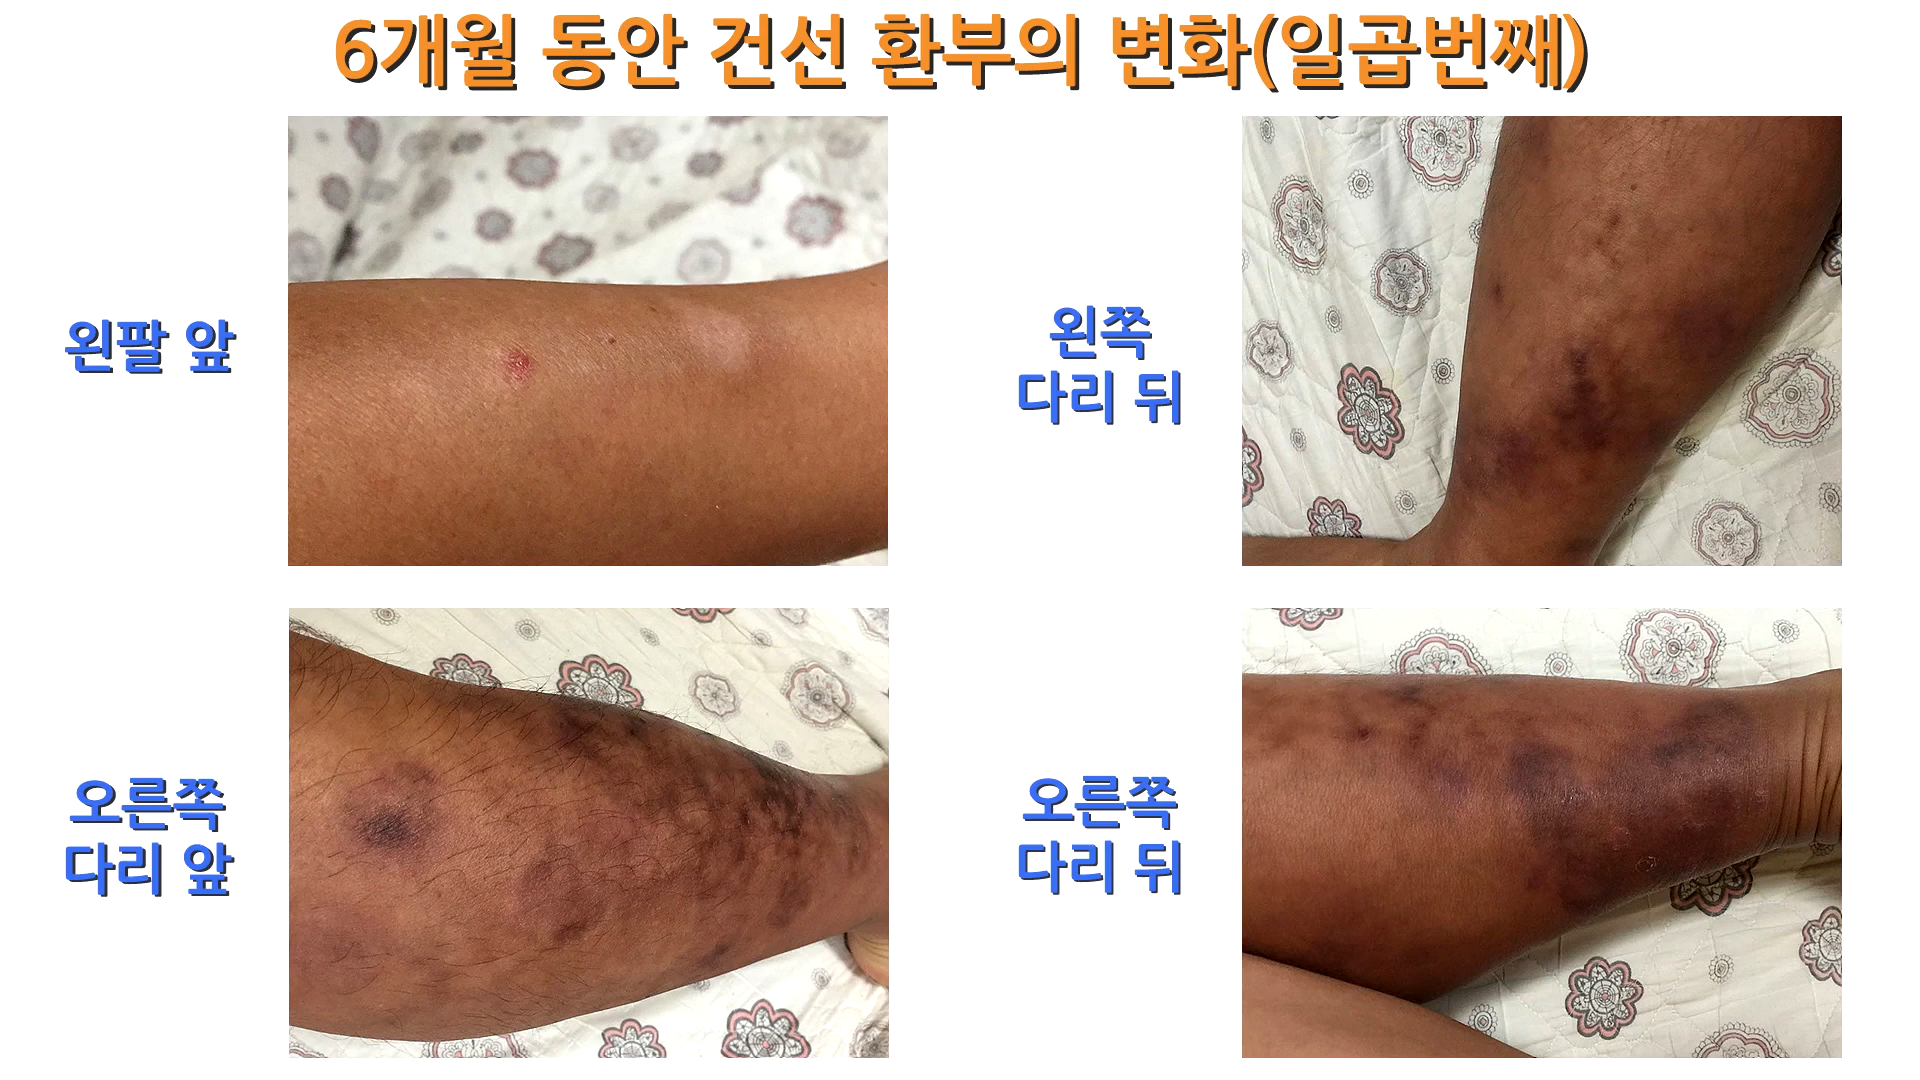 6개월 동안 건선 환부의 변화(일곱번째)
왼팔 앞
왼쪽
다리 뒤
오른쪽
다리 앞
오른쪽
다리 뒤